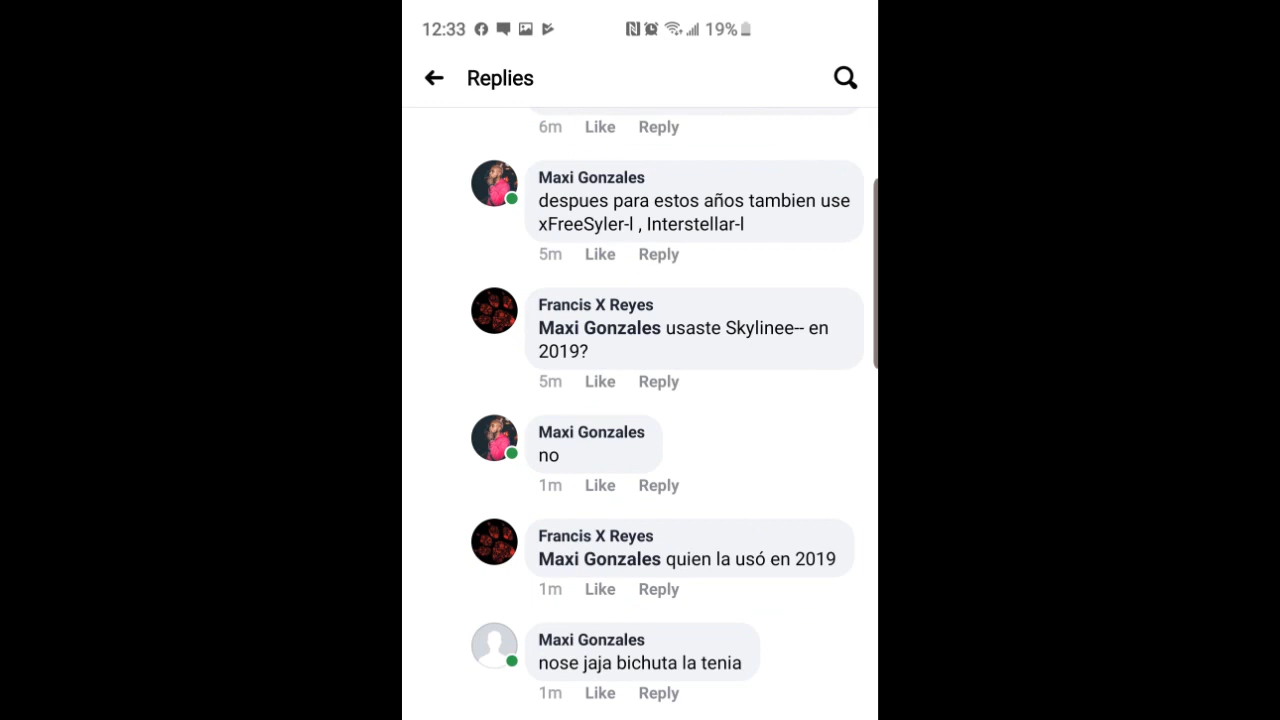 12:33 19%
Replies
6m Like Reply
Maxi Gonzales
despues para estos años tambien use
xFreeSyler-l , Interstellar-l
5m Like Reply
Francis X Reyes
Maxi Gonzales usaste Skylinee-- en
2019?
5m Like Reply
Maxi Gonzales
no
1m Like Reply
Francis X Reyes
Maxi Gonzales quien la usó en 2019
1m Like Reply
Maxi Gonzales
nose jaja bichuta la tenia
1m Like Reply